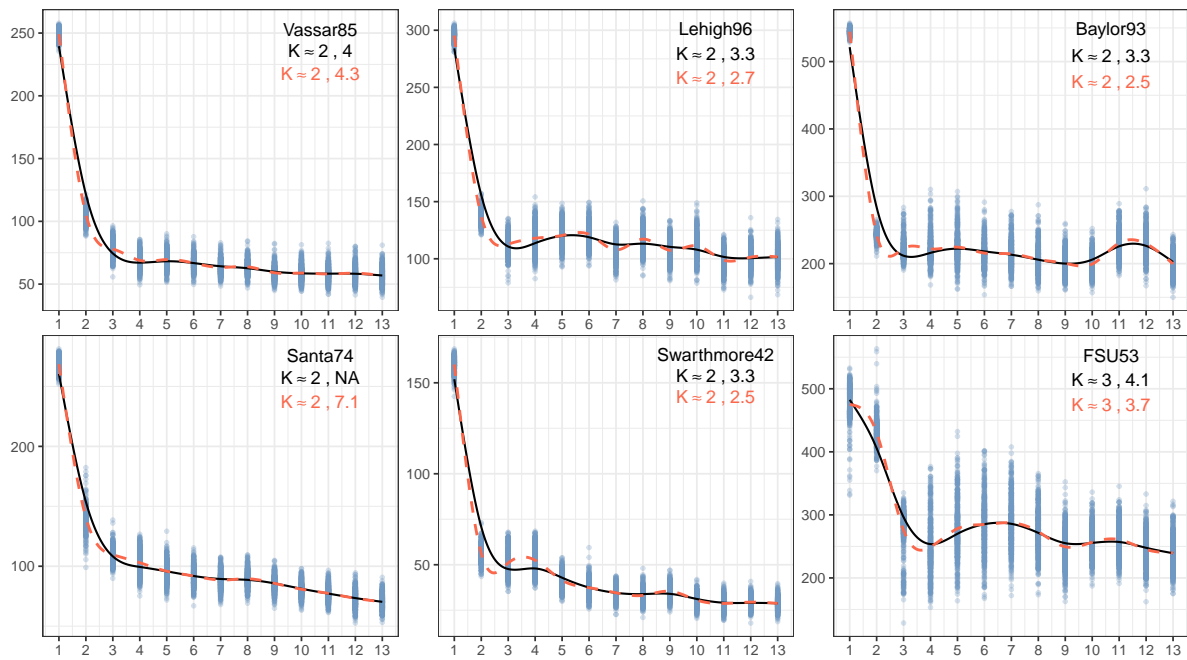 Vassar85
K ≈ 2 , 4
K ≈ 2 , 4.3
250
200
150
100
50
1 2 3 4 5 6 7 8 9 10 11 12 13
Lehigh96
K ≈ 2 , 3.3
K ≈ 2 , 2.7
300
250
200
150
100
1 2 3 4 5 6 7 8 9 10 11 12 13
Baylor93
K ≈ 2 , 3.3
K ≈ 2 , 2.5
500
400
300
200
1 2 3 4 5 6 7 8 9 10 11 12 13
Santa74
K ≈ 2 , NA
K ≈ 2 , 7.1
200
100
1 2 3 4 5 6 7 8 9 10 11 12 13
Swarthmore42
K ≈ 2 , 3.3
K ≈ 2 , 2.5
150
100
50
1 2 3 4 5 6 7 8 9 10 11 12 13
FSU53
K ≈ 3 , 4.1
K ≈ 3 , 3.7
500
400
300
200
1 2 3 4 5 6 7 8 9 10 11 12 13